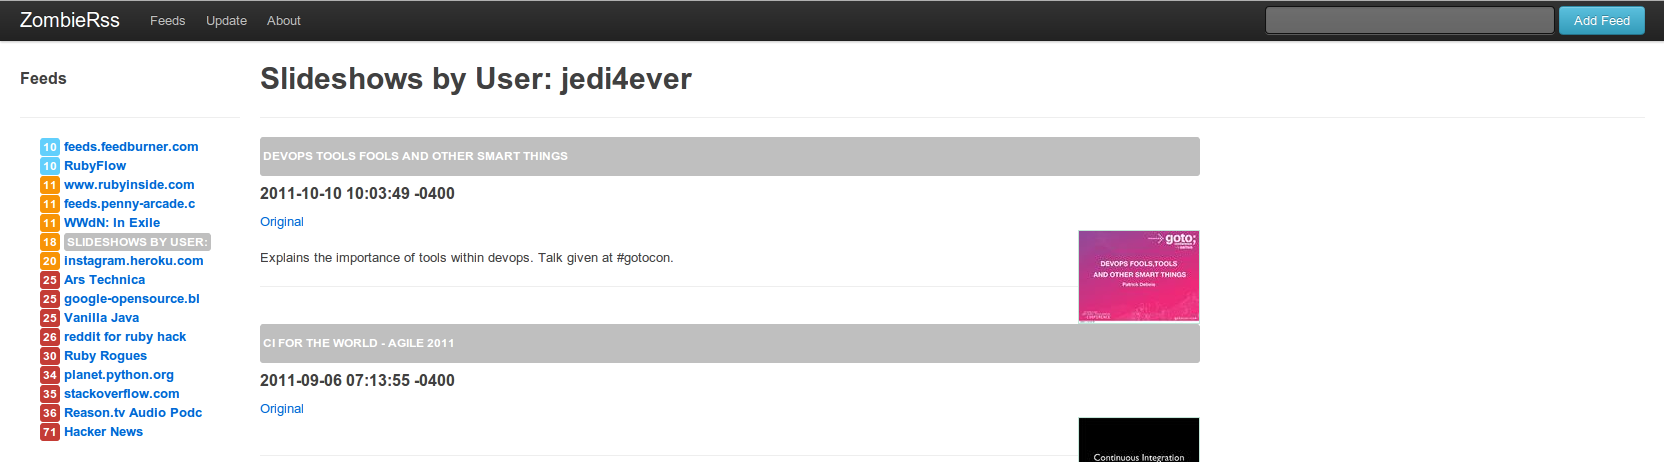 ZombieRss Feeds Update About Add Feed
Feeds
10 feeds.feedburner.com
10 RubyFlow
11 www.rubyinside.com
11 feeds.penny-arcade.c
11 WWdN: In Exile
18 SLIDESHOWS BY USER:
20 instagram.heroku.com
25 Ars Technica
25 google-opensource.bl
25 Vanilla Java
26 reddit for ruby hack
30 Ruby Rogues
34 planet.python.org
35 stackoverflow.com
36 Reason.tv Audio Podc
71 Hacker News
Slideshows by User: jedi4ever
DEVOPS TOOLS FOOLS AND OTHER SMART THINGS
2011-10-10 10:03:49 -0400
Original
Explains the importance of tools within devops. Talk given at #gotocon.
goto;
DEVOPS FOOLS,TOOLS
AND OTHER SMART THINGS
Patrick Debois
CI FOR THE WORLD - AGILE 2011
2011-09-06 07:13:55 -0400
Original
Continuous Integration